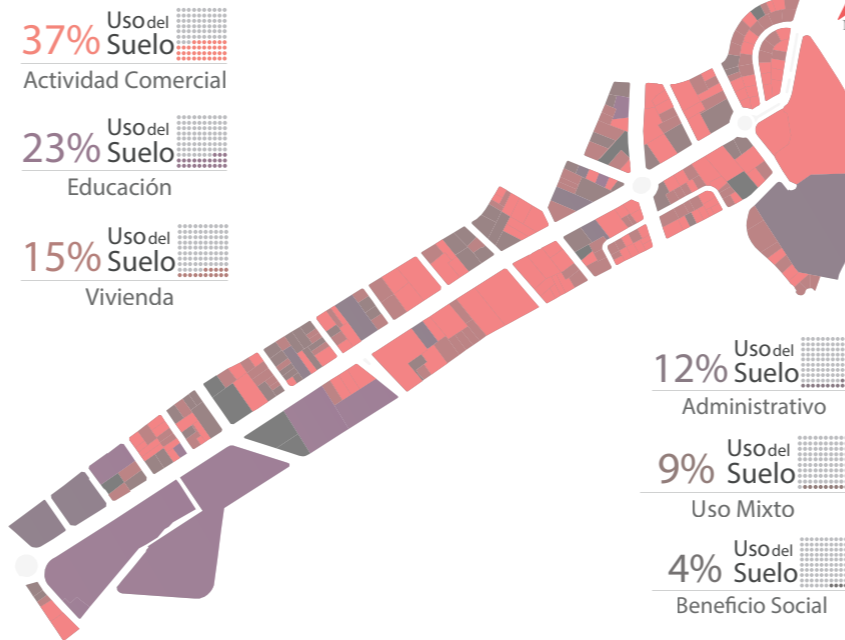 37% Uso del Suelo
Actividad Comercial
23% Uso del Suelo
Educación
15% Uso del Suelo
Vivienda
12% Uso del Suelo
Administrativo
9% Uso del Suelo
Uso Mixto
4% Uso del Suelo
Beneficio Social